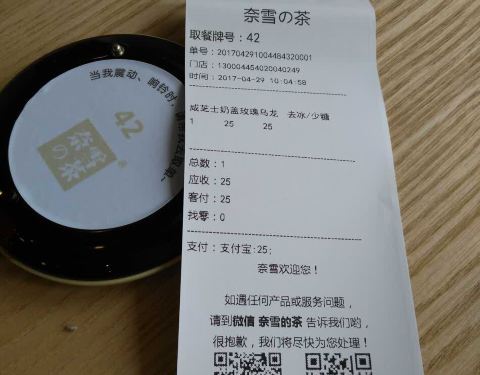 奈雪の茶
取餐牌号：42
单号：201704291004484320001
门店：130004454020040249
时间：2017-04-29 10:04:58
咸芝士奶盖玫瑰乌龙 去冰/少糖
1 25 25
总数：1
应收：25
客付：25
找零：0
支付：支付宝:25;
奈雪欢迎您！
如遇任何产品或服务问题，
请到微信 奈雪的茶 告诉我们哟，
很抱歉，我们将尽快为您处理！
当我震动、响铃时，
42
奈雪の茶